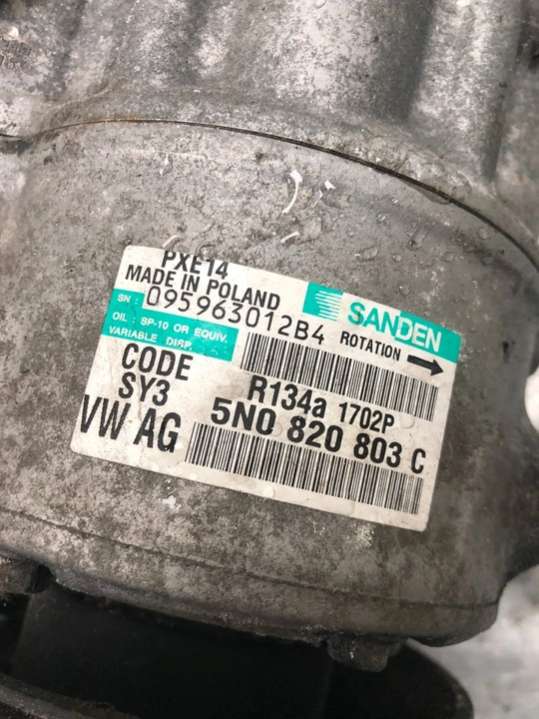 PXE14
MADE IN POLAND
SANDEN
SN: 095963012B4
ROTATION
OIL: SP-10 OR EQUIV.
VARIABLE DISP.
CODE
SY3
R134a 1702P
VW AG
5N0 820 803 C